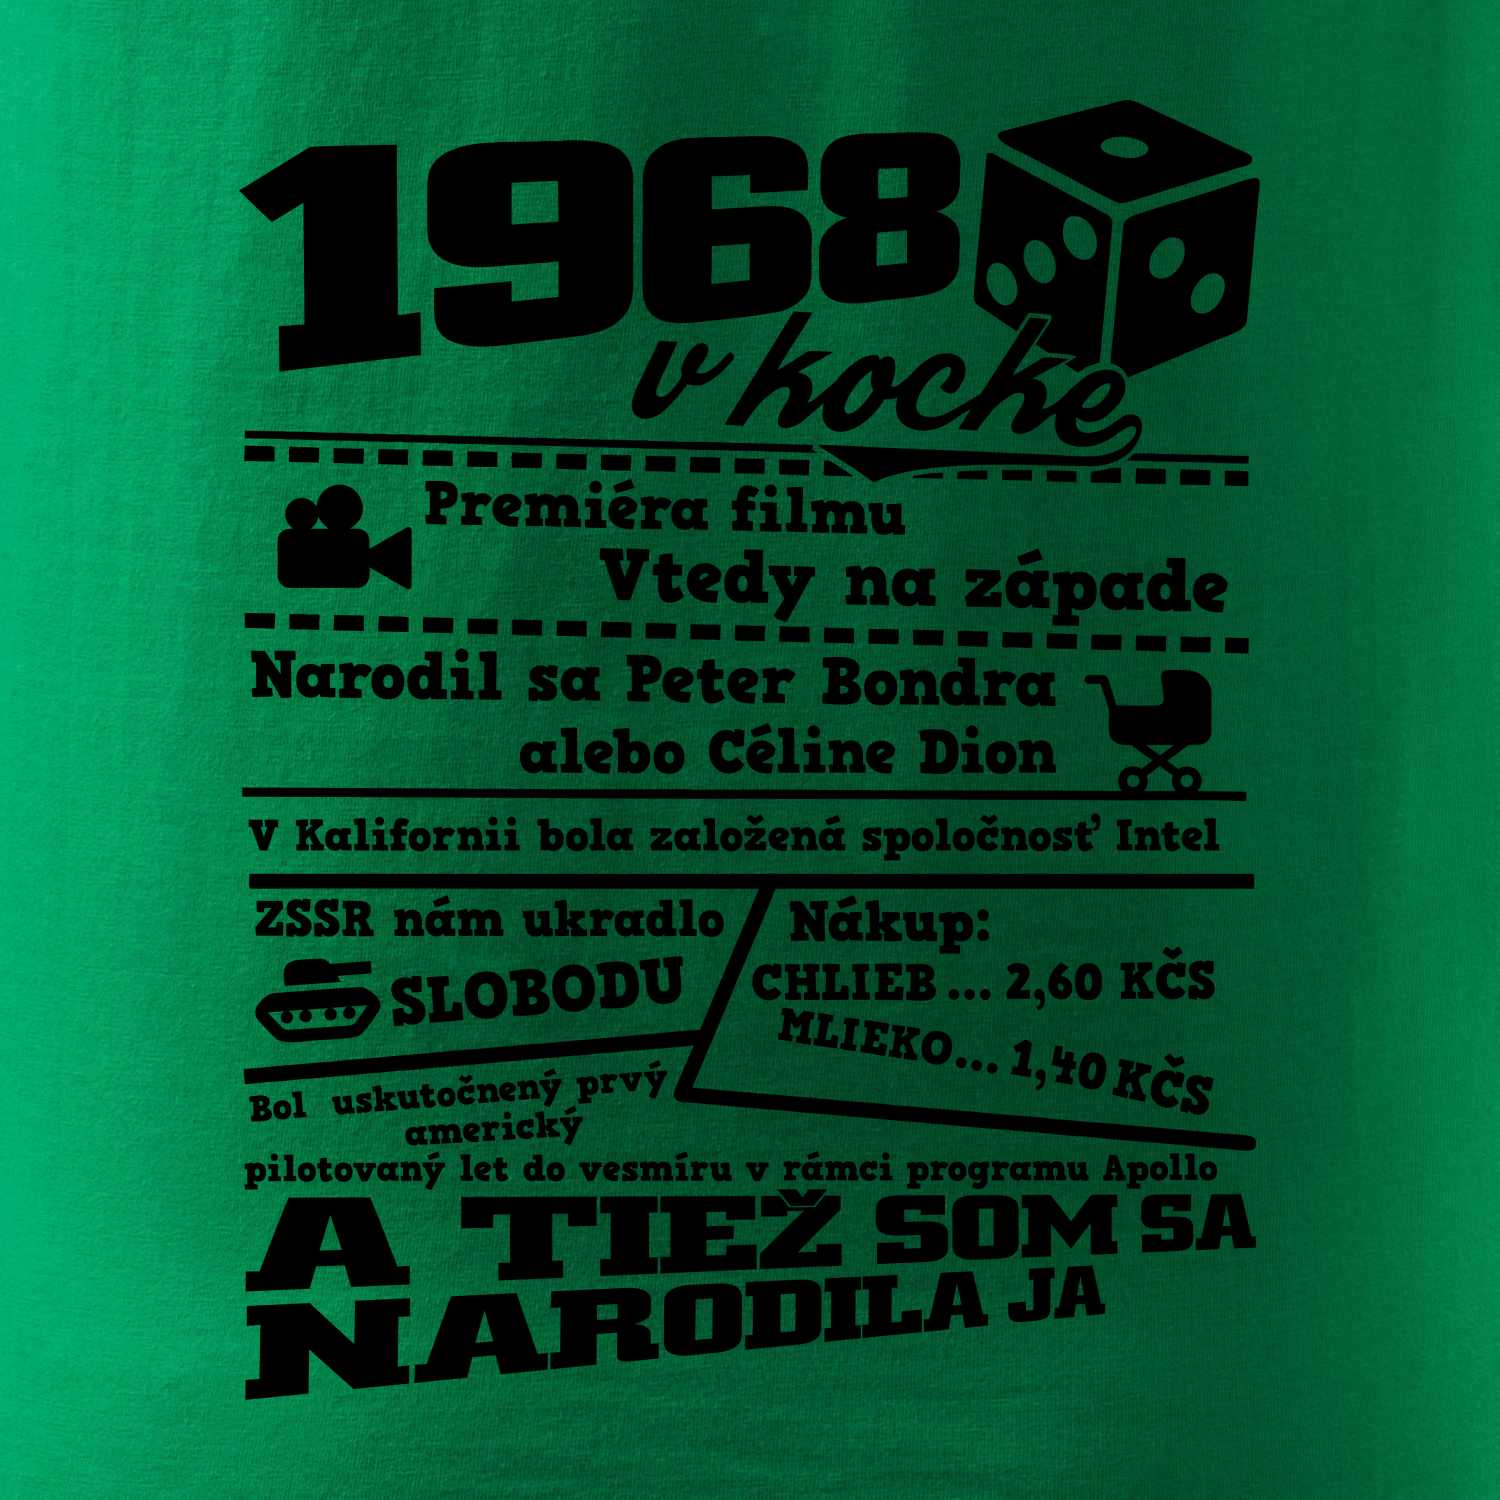 1968
v kocke
Premiéra filmu
Vtedy na západe
Narodil sa Peter Bondra
alebo Céline Dion
V Kalifornii bola založená spoločnosť Intel
ZSSR nám ukradlo
SLOBODU
Nákup:
CHLIEB ... 2,60 KČS
MLIEKO... 1,40 KČS
Bol uskutočnený prvý
americký
pilotovaný let do vesmíru v rámci programu Apollo
A TIEŽ SOM SA
NARODILA JA